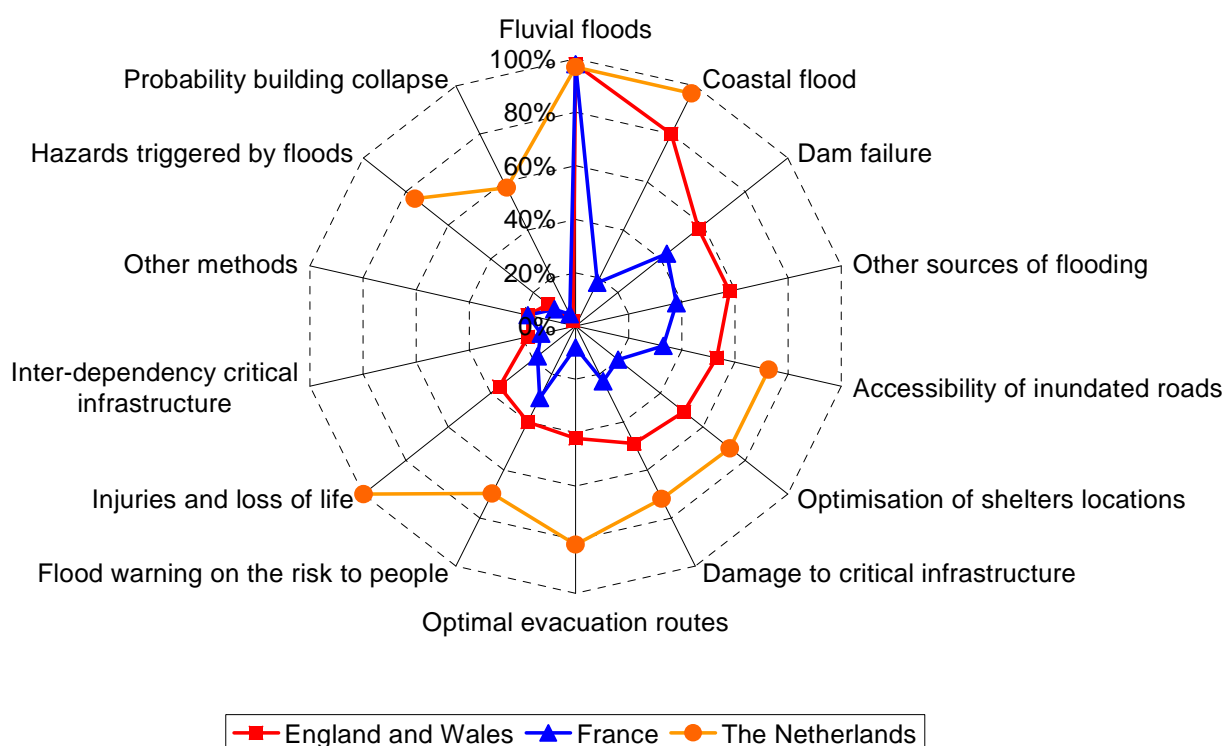 Fluvial floods
100%
Probability building collapse
Coastal flood
80%
Hazards triggered by floods
Dam failure
60%
40%
Other methods
Other sources of flooding
20%
0%
Inter-dependency critical
infrastructure
Accessibility of inundated roads
Injuries and loss of life
Optimisation of shelters locations
Flood warning on the risk to people
Damage to critical infrastructure
Optimal evacuation routes
England and Wales France The Netherlands